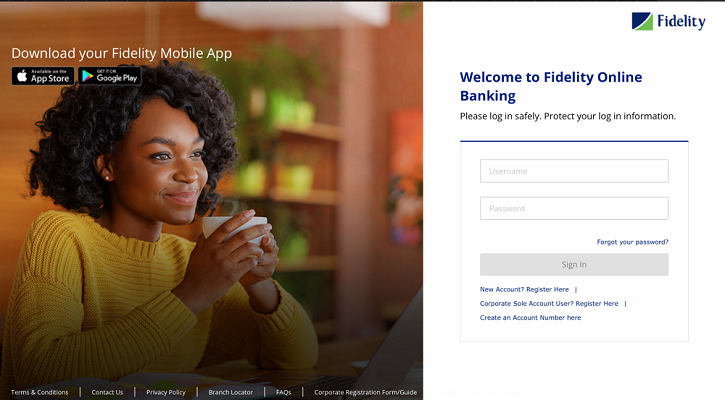 Fidelity
Download your Fidelity Mobile App
Available on the
App Store
GET IT ON
Google Play
Welcome to Fidelity Online
Banking
Please log in safely. Protect your log in information.
Username
Password
Forgot your password?
Sign In
New Account? Register Here |
Corporate Sole Account User? Register Here |
Create an Account Number here
Terms & Conditions | Contact Us | Privacy Policy | Branch Locator | FAQs | Corporate Registration Form/Guide